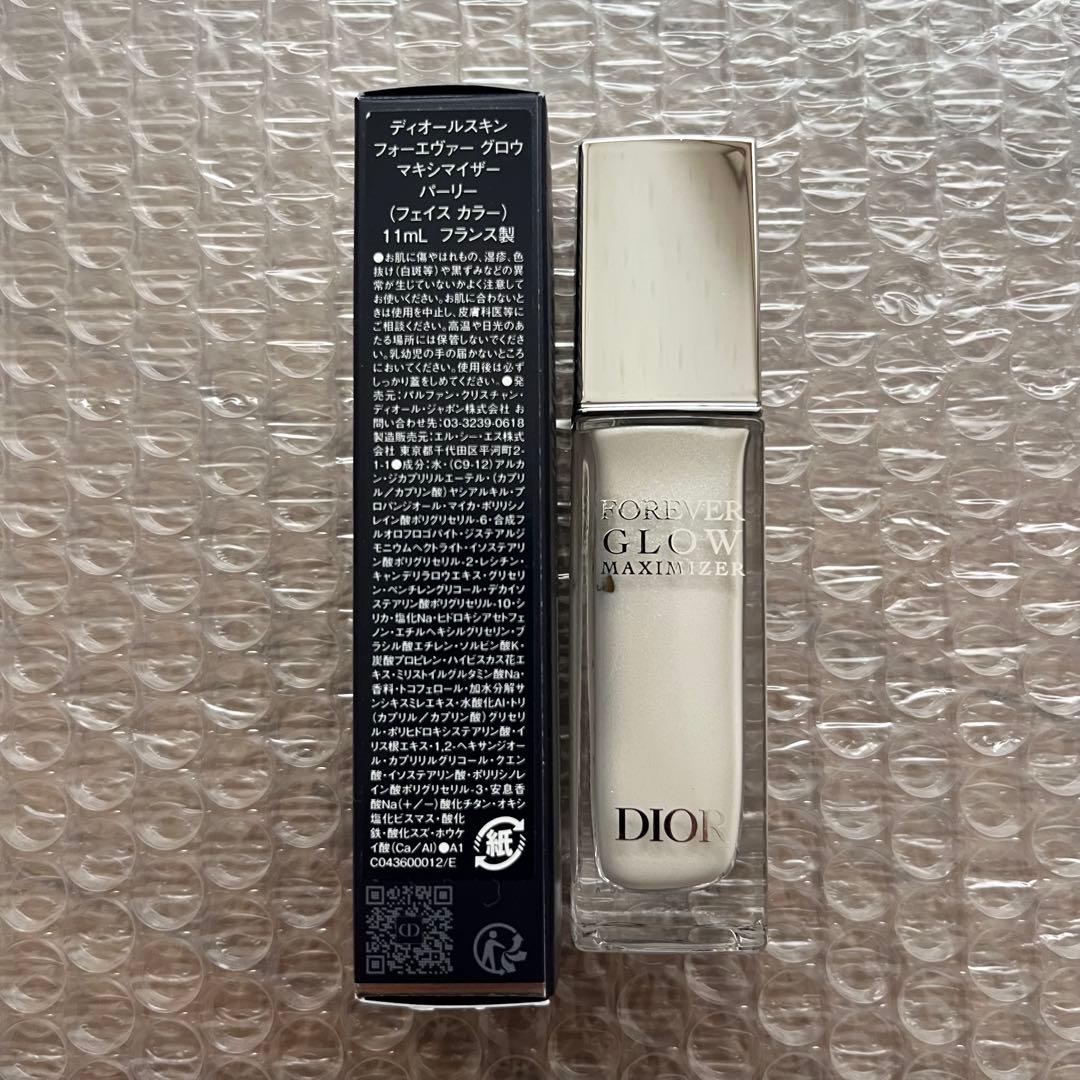 ディオールスキン
フォーエヴァー グロウ
マキシマイザー
パーリー
(フェイス カラー)
11mL フランス製
●お肌に傷やはれもの、湿疹、色
抜け(白斑等)や黒ずみなどの異
常が生じていないかよく注意して
お使いください。お肌に合わないと
きは使用を中止し、皮膚科医等に
ご相談ください。高温や日光のあ
たる場所には保管しないでくださ
い。乳幼児の手の届かないところ
においてください。使用後は必ず
しっかり蓋をしめてください。●発
売元:パルファン・クリスチャン・
ディオール・ジャポン株式会社 お
問い合わせ先:03-3239-0618
製造販売元:エル・シー・エス株式
会社 東京都千代田区平河町2-
1-1●成分:水・(C9-12)アルカ
ン・ジカプリリルエーテル・(カプリ
ル/カプリン酸)ヤシアルキル・プ
ロパンジオール・マイカ・ポリリシノ
レイン酸ポリグリセリル-6・合成フ
ルオロフロゴパイト・ジステアルジ
モニウムヘクトライト・イソステアリ
ン酸ポリグリセリル-2・レシチン・
キャンデリラロウエキス・グリセリ
ン・ペンチレングリコール・デカイソ
ステアリン酸ポリグリセリル-10・シ
リカ・塩化Na・ヒドロキシアセトフェ
ノン・エチルヘキシルグリセリン・ブ
ラシル酸エチレン・ソルビン酸K・
炭酸プロピレン・ハイビスカス花エ
キス・ミリストイルグルタミン酸Na・
香料・トコフェロール・加水分解サ
ンシキスミレエキス・水酸化Al・トリ
(カプリル/カプリン酸)グリセリ
ル・ポリヒドロキシステアリン酸・イ
リス根エキス・1,2-ヘキサンジオー
ル・カプリリルグリコール・クエン
酸・イソステアリン酸・ポリリシノレ
イン酸ポリグリセリル-3・安息香
酸Na(+/-)酸化チタン・オキシ
塩化ビスマス・酸化
鉄・酸化スズ・ホウケ
イ酸(Ca/Al)●A1
C043600012/E
紙
FOREVER
GLOW
MAXIMIZER
DIOR